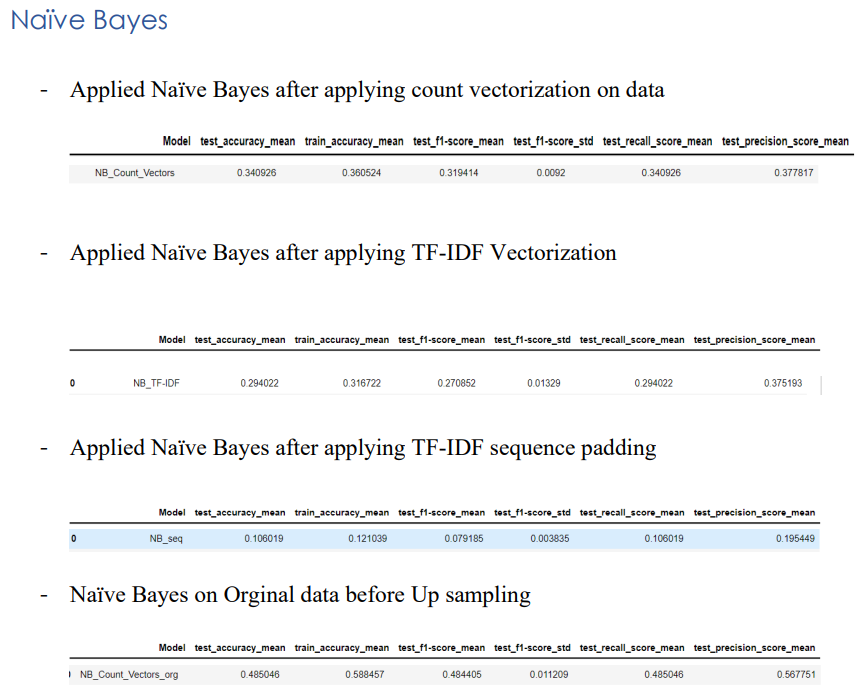 Naïve Bayes
- Applied Naïve Bayes after applying count vectorization on data
Model test_accuracy_mean train_accuracy_mean test_f1-score_mean test_f1-score_std test_recall_score_mean test_precision_score_mean
NB_Count_Vectors 0.340926 0.360524 0.319414 0.0092 0.340926 0.377817
- Applied Naïve Bayes after applying TF-IDF Vectorization
Model test_accuracy_mean train_accuracy_mean test_f1-score_mean test_f1-score_std test_recall_score_mean test_precision_score_mean
0 NB_TF-IDF 0.294022 0.316722 0.270852 0.01329 0.294022 0.375193
- Applied Naïve Bayes after applying TF-IDF sequence padding
Model test_accuracy_mean train_accuracy_mean test_f1-score_mean test_f1-score_std test_recall_score_mean test_precision_score_mean
0 NB_seq 0.106019 0.121039 0.079185 0.003835 0.106019 0.195449
- Naïve Bayes on Orginal data before Up sampling
Model test_accuracy_mean train_accuracy_mean test_f1-score_mean test_f1-score_std test_recall_score_mean test_precision_score_mean
NB_Count_Vectors_org 0.485046 0.588457 0.484405 0.011209 0.485046 0.567751